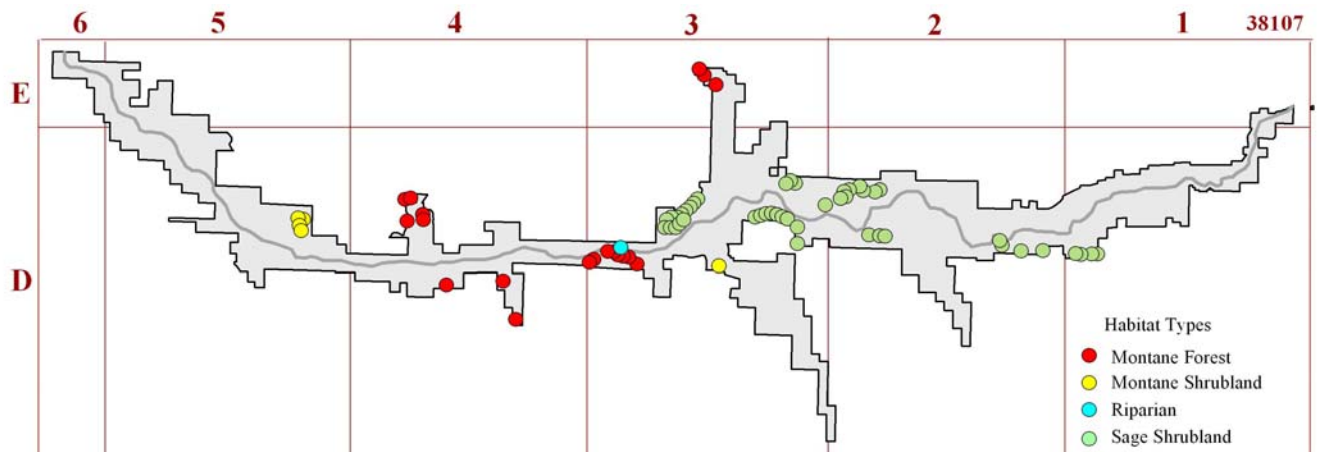 6 5 4 3 2 1 38107
E
D
Habitat Types
Montane Forest
Montane Shrubland
Riparian
Sage Shrubland